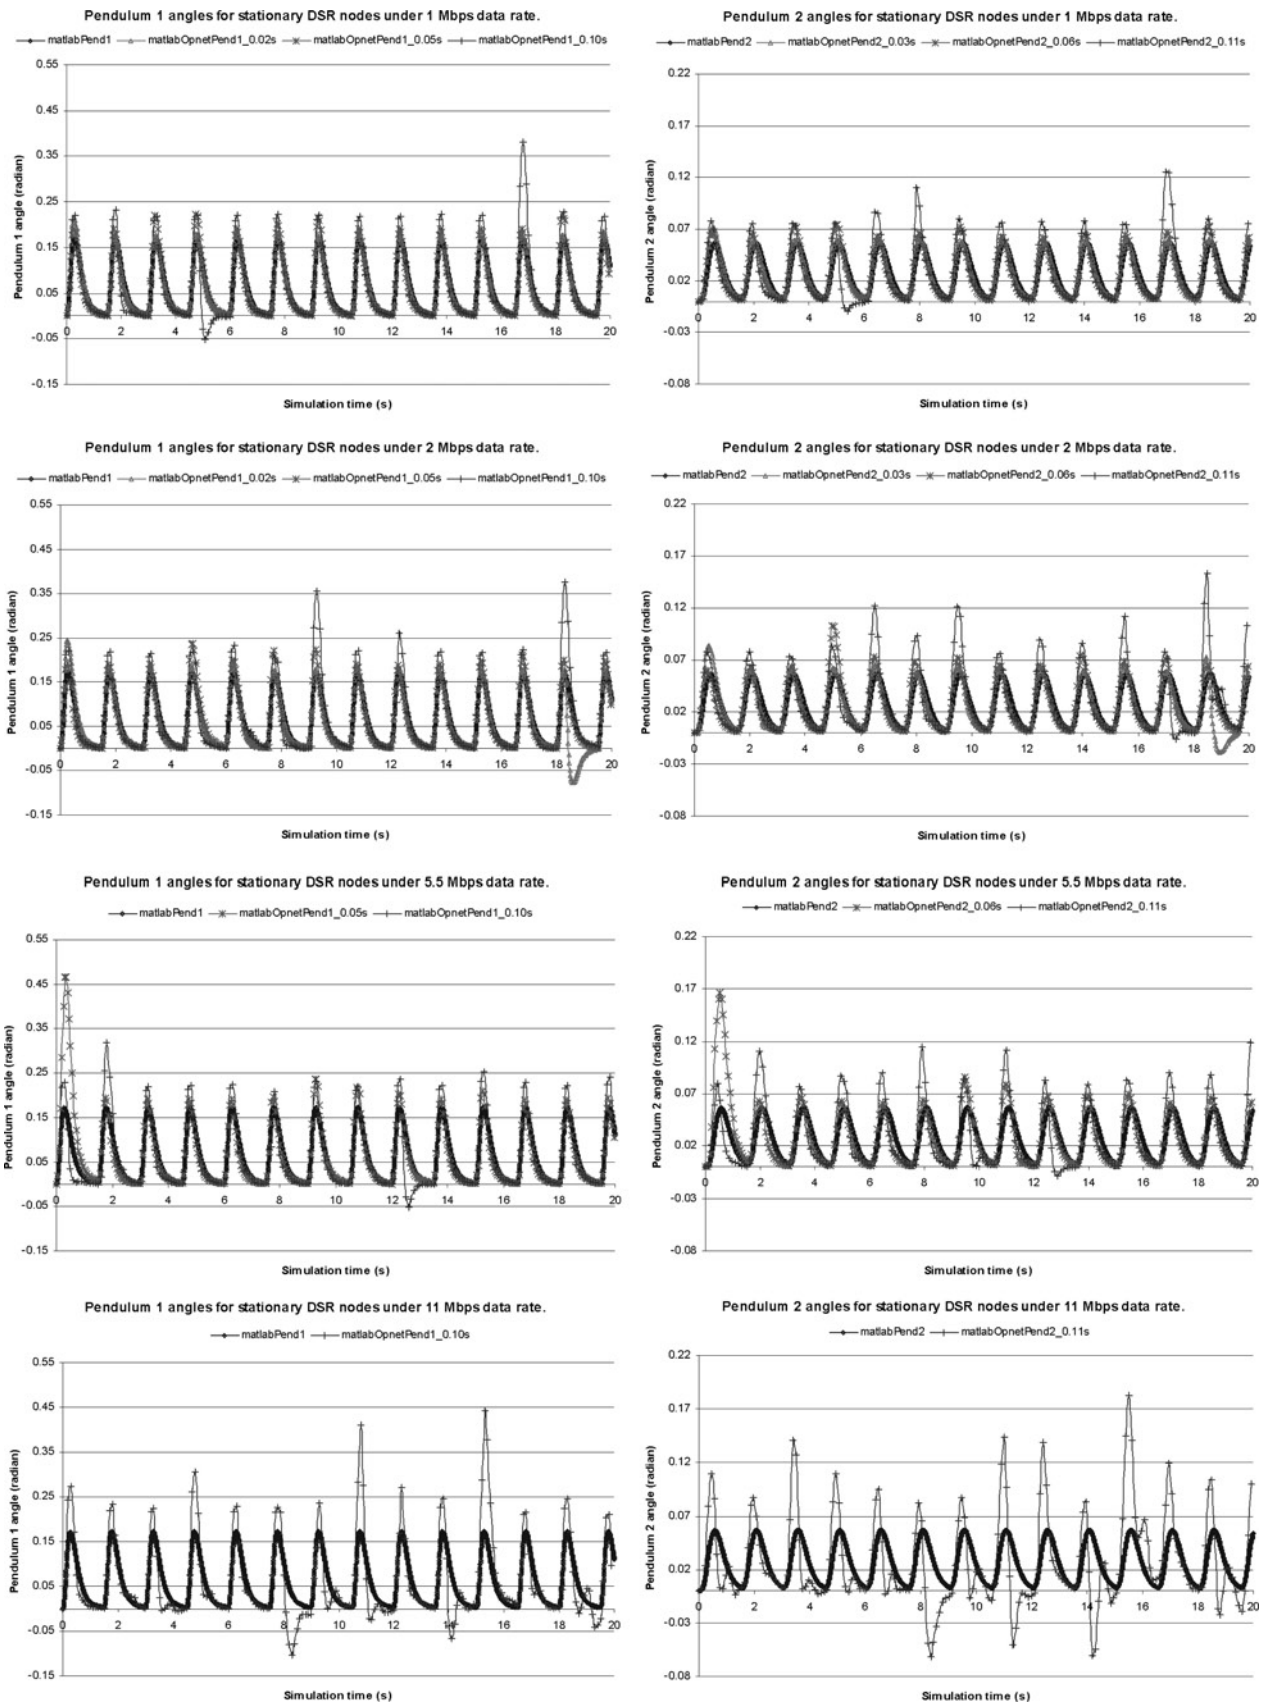 Pendulum 1 angles for stationary DSR nodes under 1 Mbps data rate.
matlabPend1 matlabOpnetPend1_0.02s matlabOpnetPend1_0.05s matlabOpnetPend1_0.10s
Pendulum 1 angle (radian)
0.55
0.45
0.35
0.25
0.15
0.05
-0.05
-0.15
0 2 4 6 8 10 12 14 16 18 20
Simulation time (s)
Pendulum 2 angles for stationary DSR nodes under 1 Mbps data rate.
matlabPend2 matlabOpnetPend2_0.03s matlabOpnetPend2_0.06s matlabOpnetPend2_0.11s
Pendulum 2 angle (radian)
0.22
0.17
0.12
0.07
0.02
-0.03
-0.08
0 2 4 6 8 10 12 14 16 18 20
Simulation time (s)
Pendulum 1 angles for stationary DSR nodes under 2 Mbps data rate.
matlabPend1 matlabOpnetPend1_0.02s matlabOpnetPend1_0.05s matlabOpnetPend1_0.10s
Pendulum 1 angle (radian)
0.55
0.45
0.35
0.25
0.15
0.05
-0.05
-0.15
0 2 4 6 8 10 12 14 16 18 20
Simulation time (s)
Pendulum 2 angles for stationary DSR nodes under 2 Mbps data rate.
matlabPend2 matlabOpnetPend2_0.03s matlabOpnetPend2_0.06s matlabOpnetPend2_0.11s
Pendulum 2 angle (radian)
0.22
0.17
0.12
0.07
0.02
-0.03
-0.08
0 2 4 6 8 10 12 14 16 18 20
Simulation time (s)
Pendulum 1 angles for stationary DSR nodes under 5.5 Mbps data rate.
matlabPend1 matlabOpnetPend1_0.05s matlabOpnetPend1_0.10s
Pendulum 1 angle (radian)
0.55
0.45
0.35
0.25
0.15
0.05
-0.05
-0.15
0 2 4 6 8 10 12 14 16 18 20
Simulation time (s)
Pendulum 2 angles for stationary DSR nodes under 5.5 Mbps data rate.
matlabPend2 matlabOpnetPend2_0.06s matlabOpnetPend2_0.11s
Pendulum 2 angle (radian)
0.22
0.17
0.12
0.07
0.02
-0.03
-0.08
0 2 4 6 8 10 12 14 16 18 20
Simulation time (s)
Pendulum 1 angles for stationary DSR nodes under 11 Mbps data rate.
matlabPend1 matlabOpnetPend1_0.10s
Pendulum 1 angle (radian)
0.55
0.45
0.35
0.25
0.15
0.05
-0.05
-0.15
0 2 4 6 8 10 12 14 16 18 20
Simulation time (s)
Pendulum 2 angles for stationary DSR nodes under 11 Mbps data rate.
matlabPend2 matlabOpnetPend2_0.11s
Pendulum 2 angle (radian)
0.22
0.17
0.12
0.07
0.02
-0.03
-0.08
0 2 4 6 8 10 12 14 16 18 20
Simulation time (s)